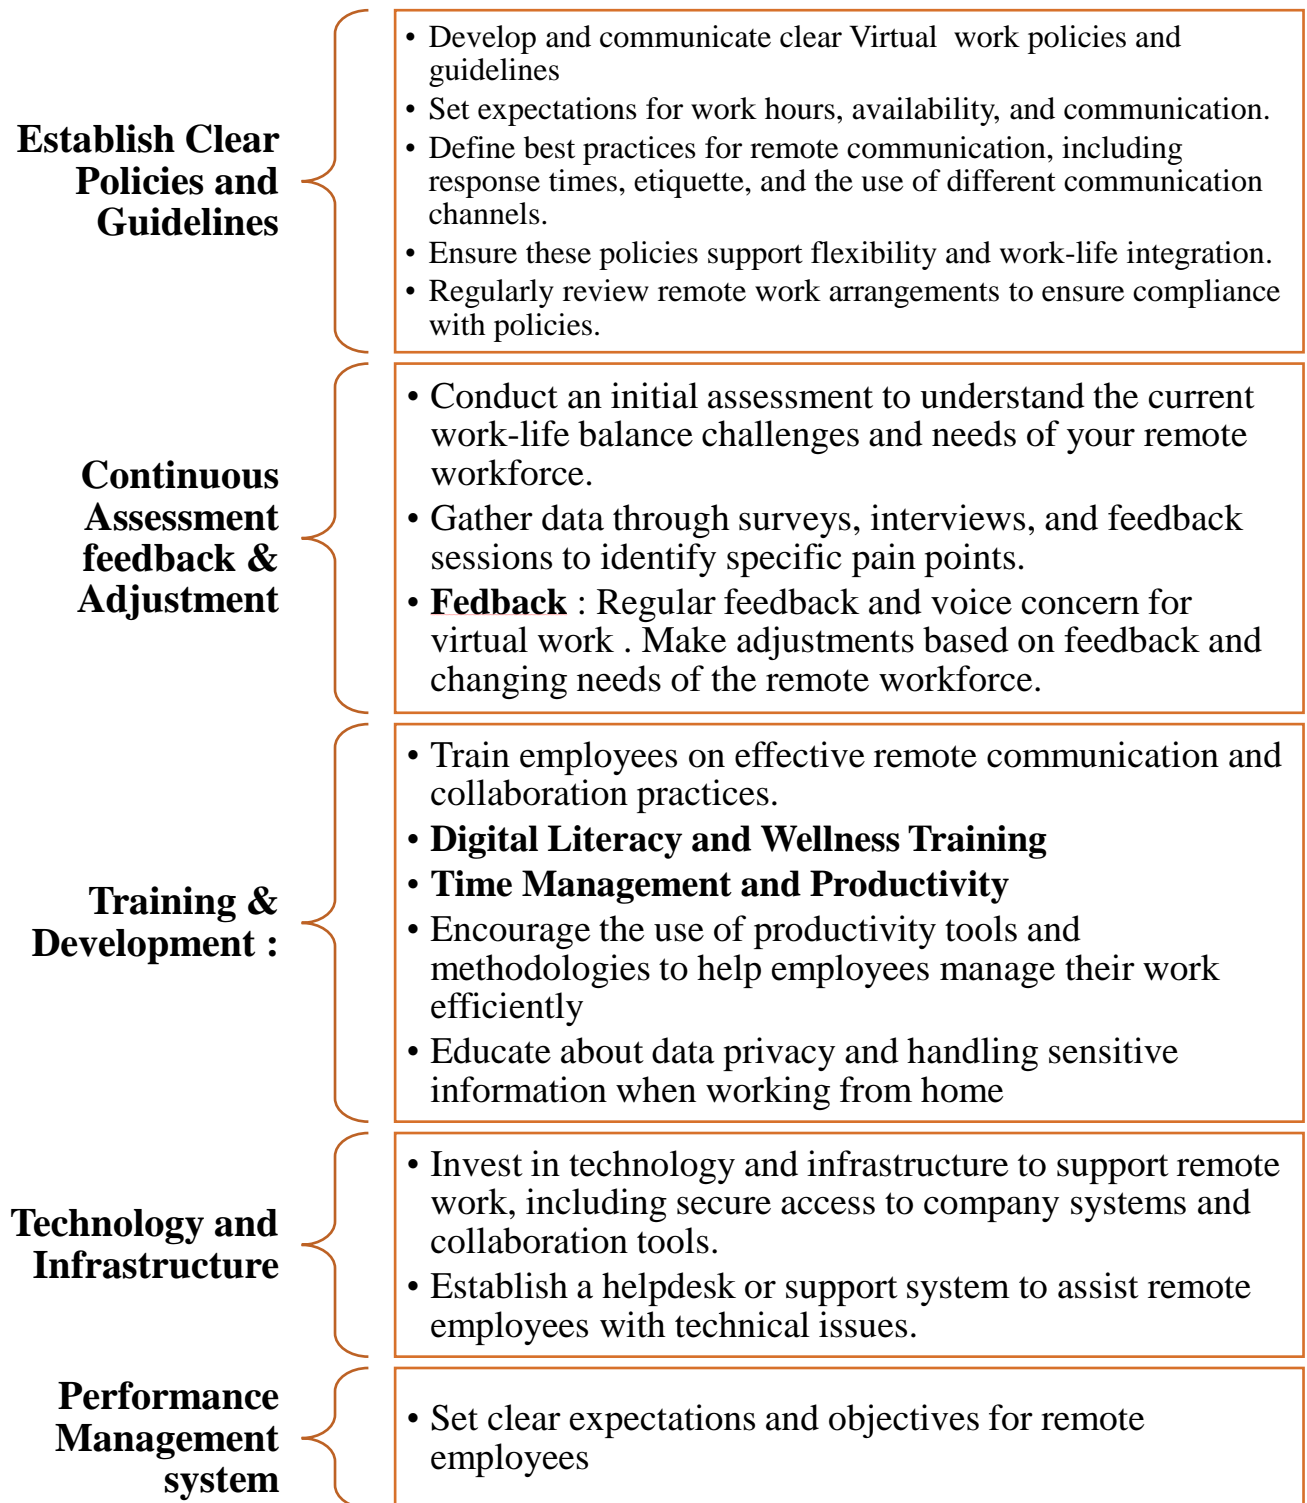 Establish Clear
Policies and
Guidelines
• Develop and communicate clear Virtual  work policies and
guidelines
• Set expectations for work hours, availability, and communication.
• Define best practices for remote communication, including
response times, etiquette, and the use of different communication
channels.
• Ensure these policies support flexibility and work-life integration.
• Regularly review remote work arrangements to ensure compliance
with policies.
Continuous
Assessment
feedback &
Adjustment
• Conduct an initial assessment to understand the current
work-life balance challenges and needs of your remote
workforce.
• Gather data through surveys, interviews, and feedback
sessions to identify specific pain points.
• Fedback : Regular feedback and voice concern for
virtual work . Make adjustments based on feedback and
changing needs of the remote workforce.
Training &
Development :
• Train employees on effective remote communication and
collaboration practices.
• Digital Literacy and Wellness Training
• Time Management and Productivity
• Encourage the use of productivity tools and
methodologies to help employees manage their work
efficiently
• Educate about data privacy and handling sensitive
information when working from home
Technology and
Infrastructure
• Invest in technology and infrastructure to support remote
work, including secure access to company systems and
collaboration tools.
• Establish a helpdesk or support system to assist remote
employees with technical issues.
Performance
Management
system
• Set clear expectations and objectives for remote
employees